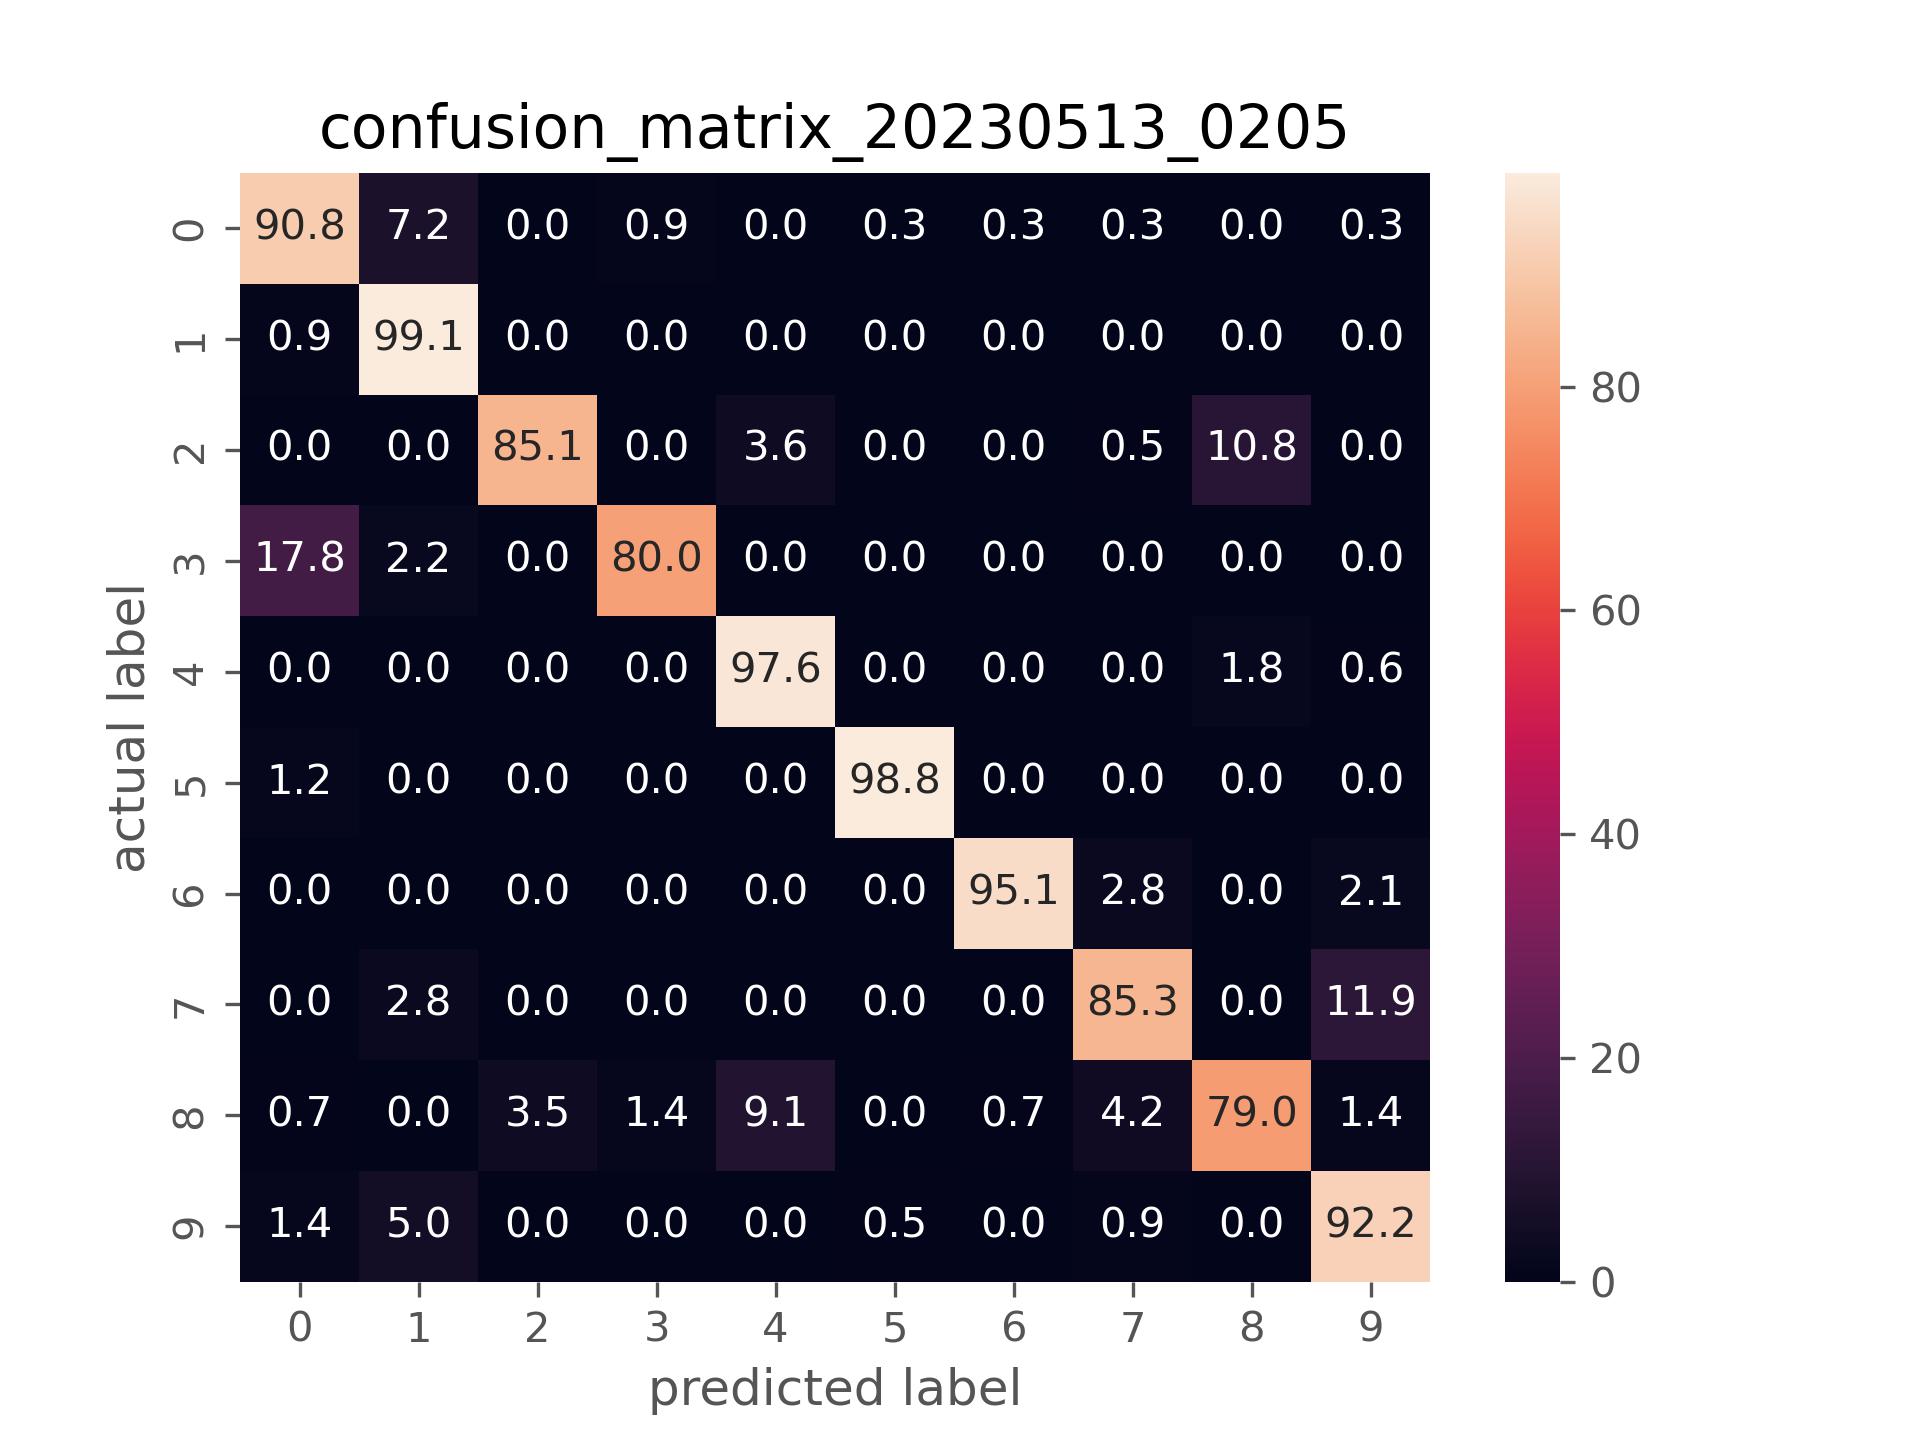 confusion_matrix_20230513_0205
0 90.8 7.2 0.0 0.9 0.0 0.3 0.3 0.3 0.0 0.3
1 0.9 99.1 0.0 0.0 0.0 0.0 0.0 0.0 0.0 0.0
2 0.0 0.0 85.1 0.0 3.6 0.0 0.0 0.5 10.8 0.0
3 17.8 2.2 0.0 80.0 0.0 0.0 0.0 0.0 0.0 0.0
4 0.0 0.0 0.0 0.0 97.6 0.0 0.0 0.0 1.8 0.6
5 1.2 0.0 0.0 0.0 0.0 98.8 0.0 0.0 0.0 0.0
6 0.0 0.0 0.0 0.0 0.0 0.0 95.1 2.8 0.0 2.1
7 0.0 2.8 0.0 0.0 0.0 0.0 0.0 85.3 0.0 11.9
8 0.7 0.0 3.5 1.4 9.1 0.0 0.7 4.2 79.0 1.4
9 1.4 5.0 0.0 0.0 0.0 0.5 0.0 0.9 0.0 92.2
0 1 2 3 4 5 6 7 8 9
predicted label
actual label
80
60
40
20
0